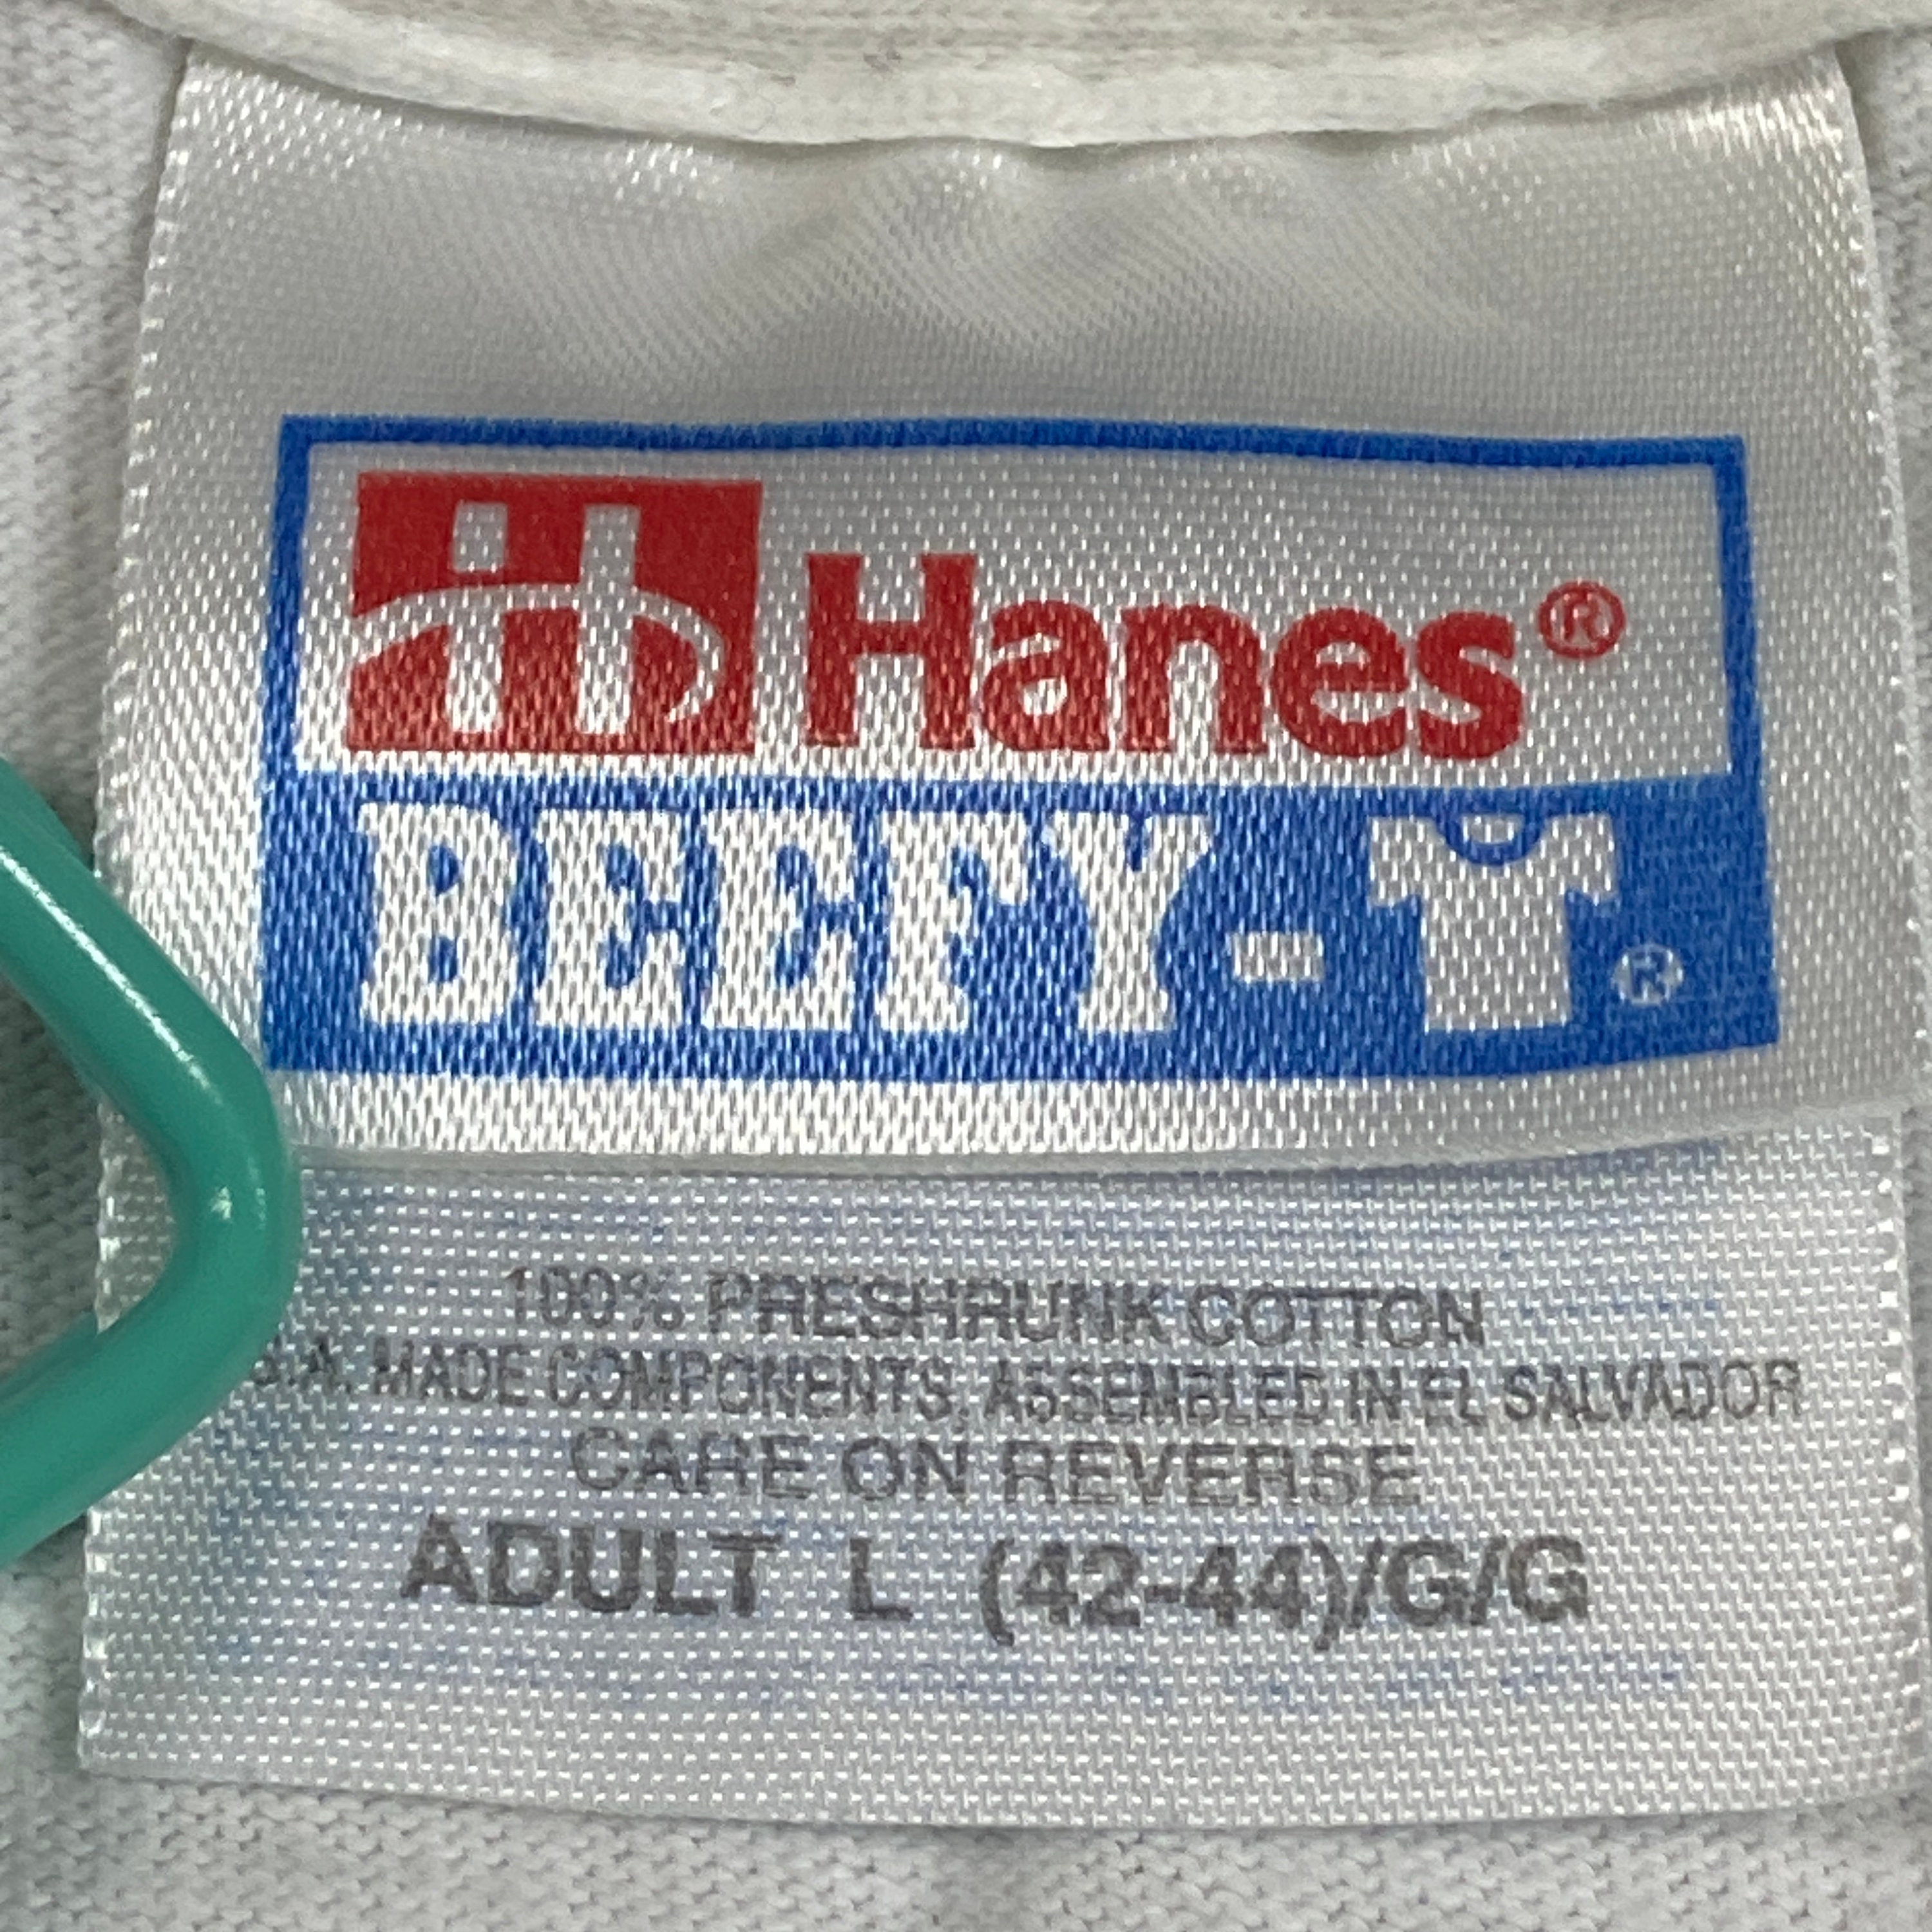 Hanes®
BEEFY-T®
100% PRESHRUNK COTTON
S.A. MADE COMPONENTS. ASSEMBLED IN EL SALVADOR
CARE ON REVERSE
ADULT L (42-44)/G/G